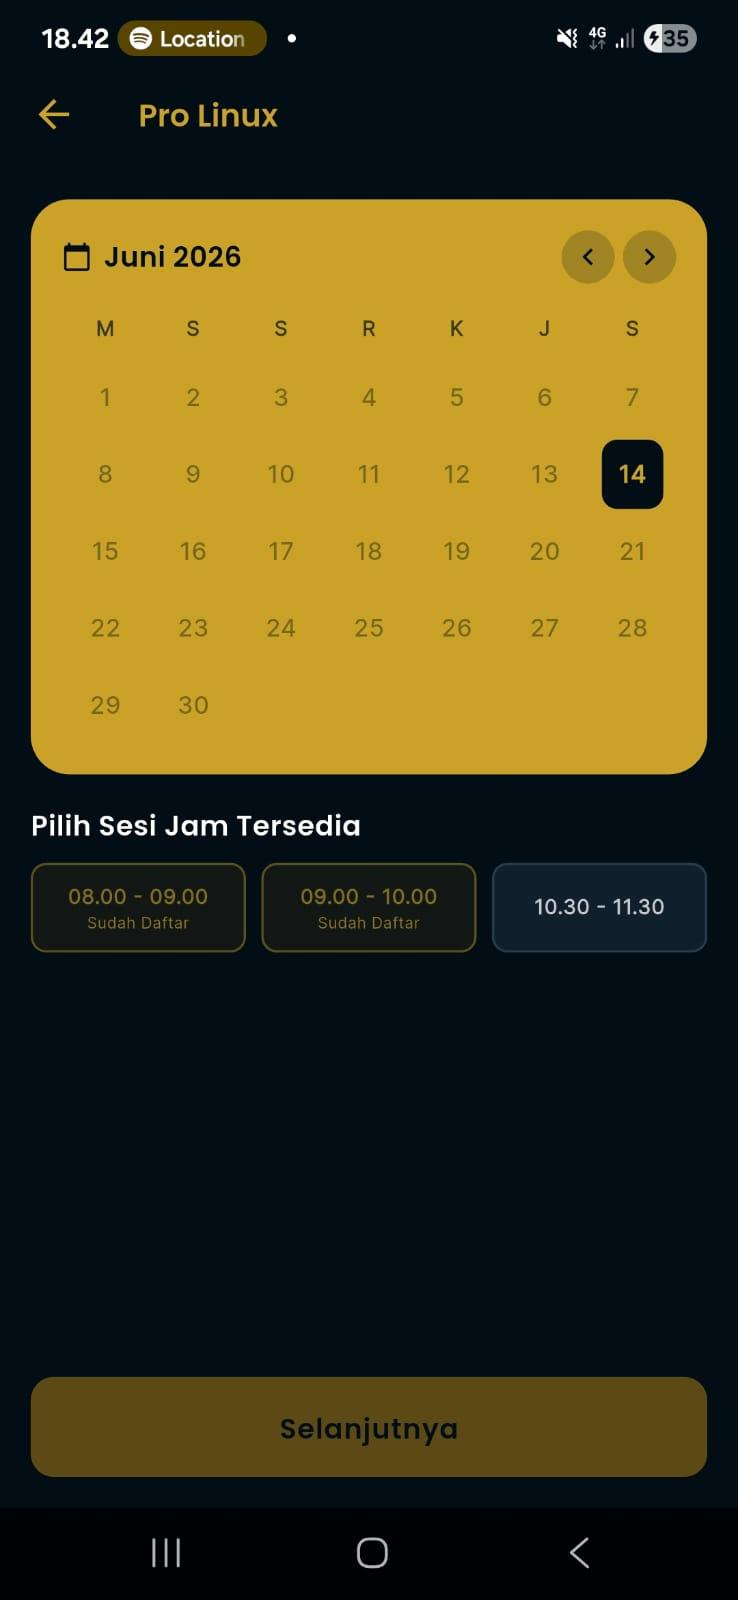 18.42 Location 4G 35
Pro Linux
Juni 2026
M S S R K J S
1 2 3 4 5 6 7
8 9 10 11 12 13 14
15 16 17 18 19 20 21
22 23 24 25 26 27 28
29 30
Pilih Sesi Jam Tersedia
08.00 - 09.00 09.00 - 10.00 10.30 - 11.30
Sudah Daftar Sudah Daftar
Selanjutnya